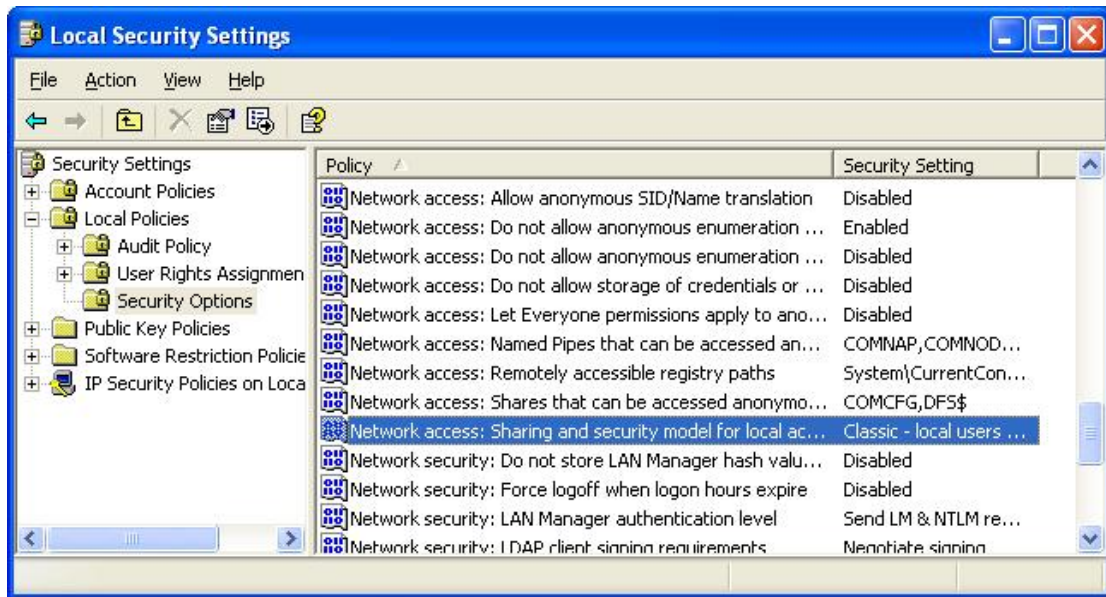 Local Security Settings
File Action View Help
Security Settings
Account Policies
Local Policies
Audit Policy
User Rights Assignmen
Security Options
Public Key Policies
Software Restriction Policie
IP Security Policies on Loca
Policy Security Setting
Network access: Allow anonymous SID/Name translation Disabled
Network access: Do not allow anonymous enumeration ... Enabled
Network access: Do not allow anonymous enumeration ... Disabled
Network access: Do not allow storage of credentials or ... Disabled
Network access: Let Everyone permissions apply to ano... Disabled
Network access: Named Pipes that can be accessed an... COMNAP,COMNOD...
Network access: Remotely accessible registry paths System\CurrentCon...
Network access: Shares that can be accessed anonymo... COMCFG,DFS$
Network access: Sharing and security model for local ac... Classic - local users ...
Network security: Do not store LAN Manager hash valu... Disabled
Network security: Force logoff when logon hours expire Disabled
Network security: LAN Manager authentication level Send LM & NTLM re...
Network security: LDAP client signing requirements Negotiate signing